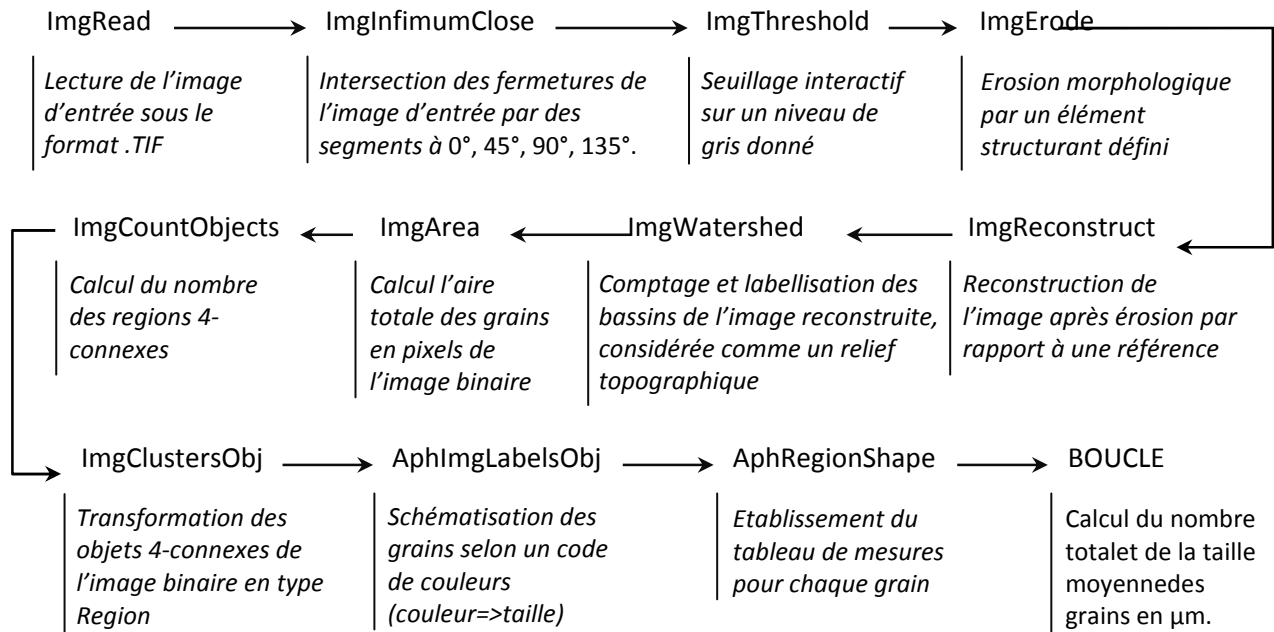 ImgRead
ImgInfimumClose
ImgThreshold
ImgErode
Lecture de l’image
d’entrée sous le
format .TIF
Intersection des fermetures de
l’image d’entrée par des
segments à 0°, 45°, 90°, 135°.
Seuillage interactif
sur un niveau de
gris donné
Erosion morphologique
par un élément
structurant défini
ImgCountObjects
ImgArea
ImgWatershed
ImgReconstruct
Calcul du nombre
des regions 4-
connexes
Calcul l’aire
totale des grains
en pixels de
l’image binaire
Comptage et labellisation des
bassins de l’image reconstruite,
considérée comme un relief
topographique
Reconstruction de
l’image après érosion par
rapport à une référence
ImgClustersObj
AphImgLabelsObj
AphRegionShape
BOUCLE
Transformation des
objets 4-connexes de
l’image binaire en type
Region
Schématisation des
grains selon un code
de couleurs
(couleur=>taille)
Etablissement du
tableau de mesures
pour chaque grain
Calcul du nombre
totalet de la taille
moyennedes
grains en µm.